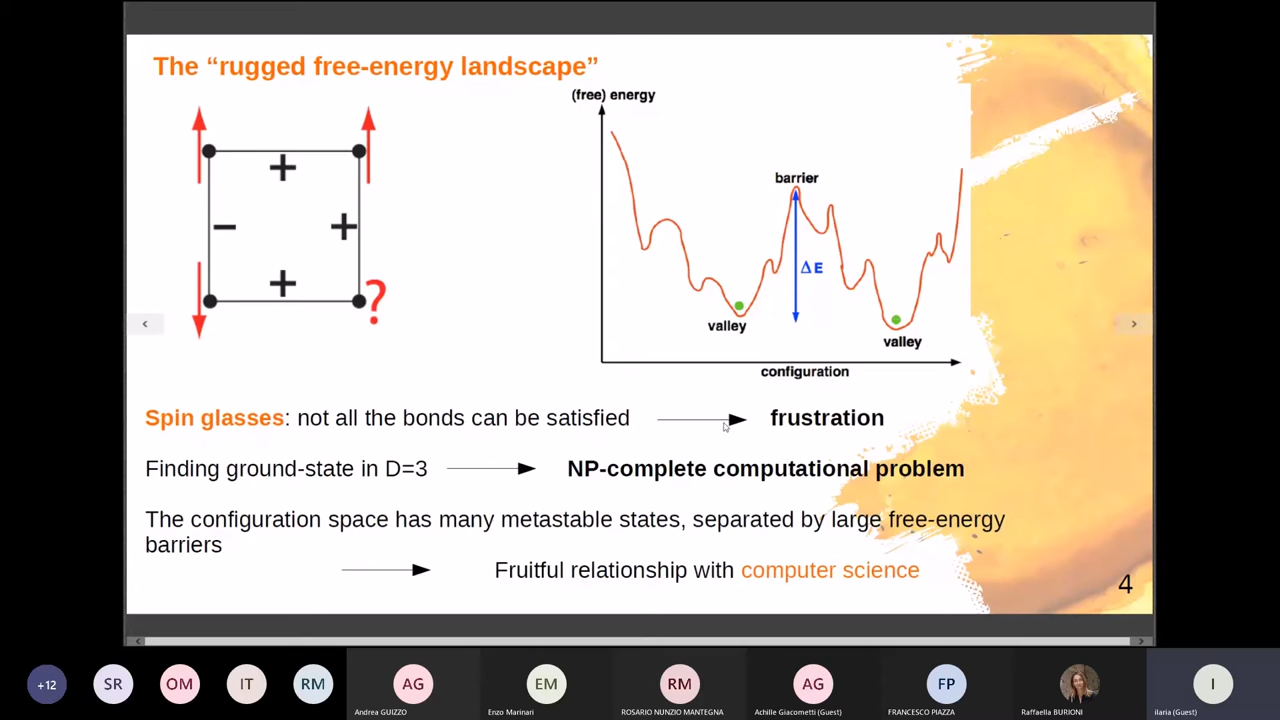 The “rugged free-energy landscape”
+
−
+
+
?
(free) energy
barrier
ΔE
valley
valley
configuration
Spin glasses: not all the bonds can be satisfied
frustration
Finding ground-state in D=3
NP-complete computational problem
The configuration space has many metastable states, separated by large free-energy
barriers
Fruitful relationship with computer science
4
+12
SR
OM
IT
RM
AG
EM
RM
AG
FP
I
Andrea GUIZZO
Enzo Marinari
ROSARIO NUNZIO MANTEGNA
Achille Giacometti (Guest)
FRANCESCO PIAZZA
Raffaella BURIONI
ilaria (Guest)